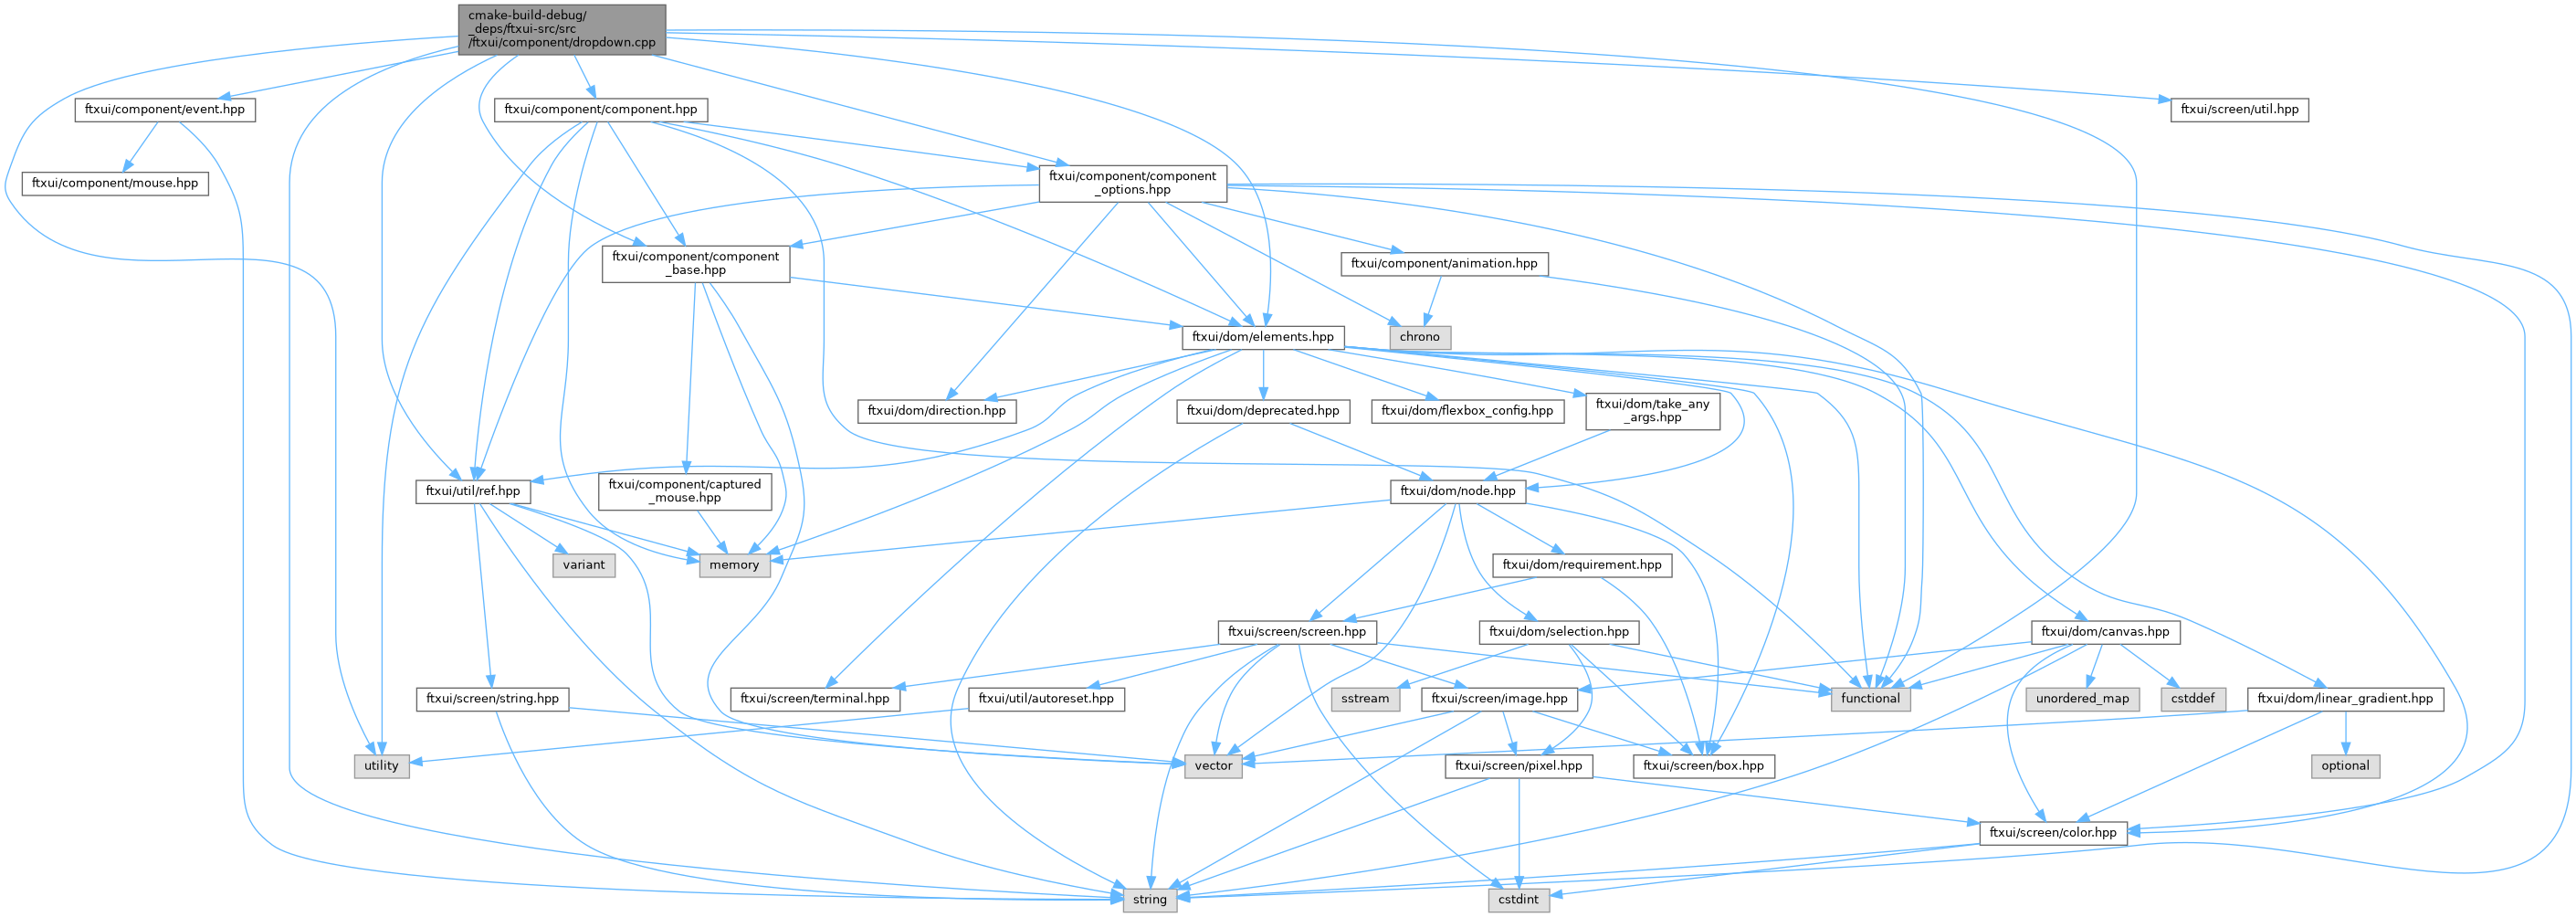 cmake-build-debug/
_deps/ftxui-src/src
/ftxui/component/dropdown.cpp
ftxui/component/event.hpp
ftxui/component/component.hpp
ftxui/screen/util.hpp
ftxui/component/mouse.hpp
ftxui/component/component
_options.hpp
ftxui/component/component
_base.hpp
ftxui/component/animation.hpp
ftxui/dom/elements.hpp
chrono
ftxui/dom/direction.hpp
ftxui/dom/deprecated.hpp
ftxui/dom/flexbox_config.hpp
ftxui/dom/take_any
_args.hpp
ftxui/util/ref.hpp
ftxui/component/captured
_mouse.hpp
ftxui/dom/node.hpp
variant
memory
ftxui/dom/requirement.hpp
ftxui/screen/screen.hpp
ftxui/dom/selection.hpp
ftxui/dom/canvas.hpp
ftxui/screen/string.hpp
ftxui/screen/terminal.hpp
ftxui/util/autoreset.hpp
sstream
ftxui/screen/image.hpp
functional
unordered_map
cstddef
ftxui/dom/linear_gradient.hpp
utility
vector
ftxui/screen/pixel.hpp
ftxui/screen/box.hpp
optional
ftxui/screen/color.hpp
string
cstdint